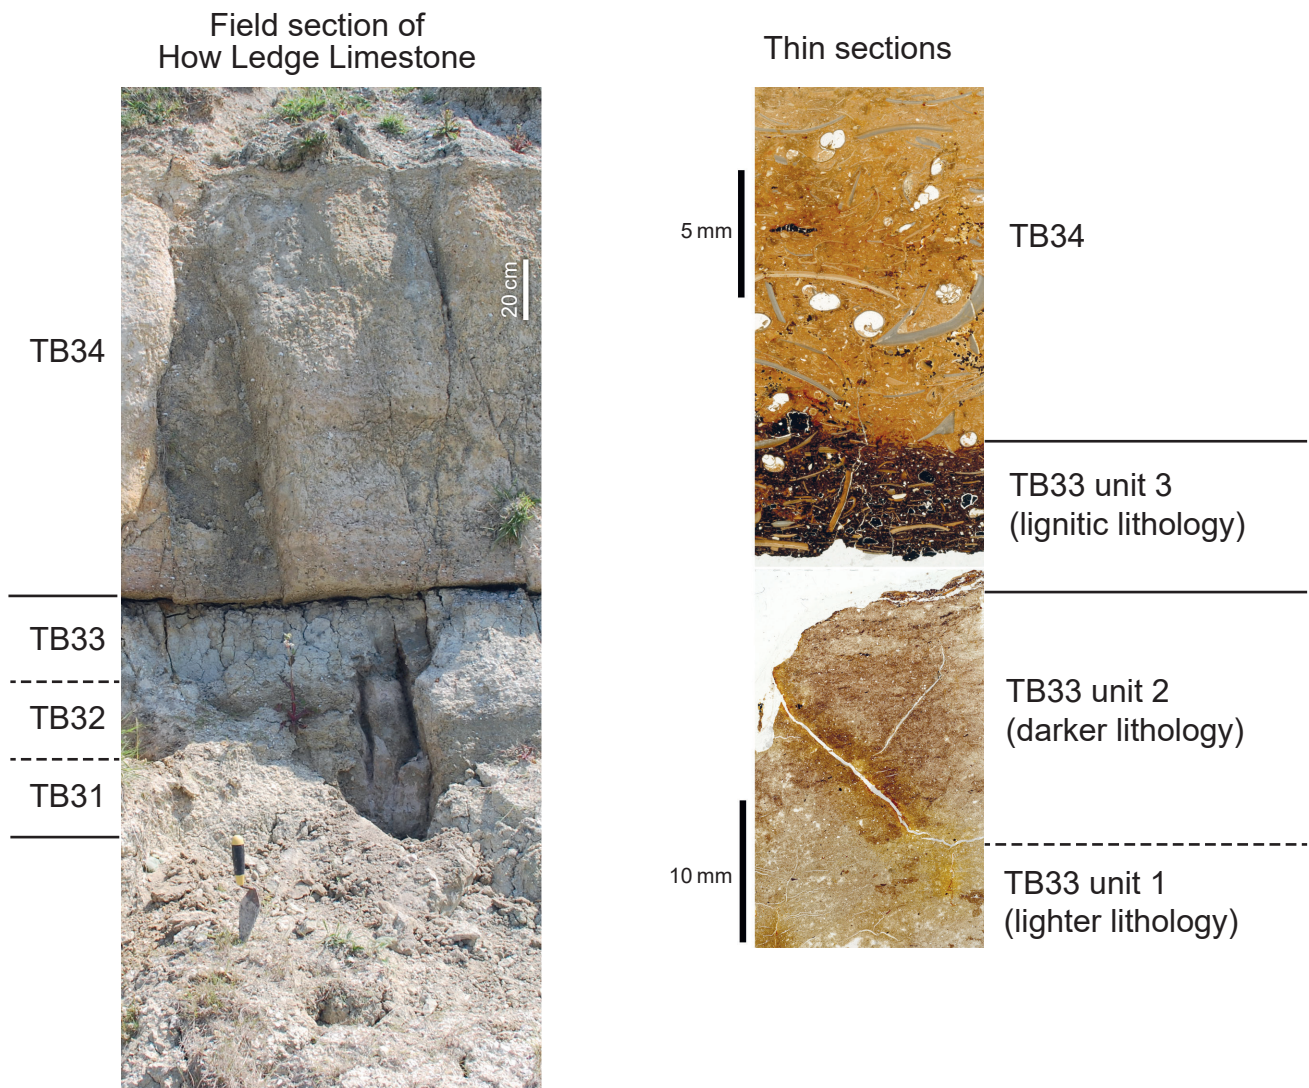 Field section of
How Ledge Limestone
20 cm
TB34
TB33
TB32
TB31
Thin sections
5 mm
10 mm
TB34
TB33 unit 3
(lignitic lithology)
TB33 unit 2
(darker lithology)
TB33 unit 1
(lighter lithology)